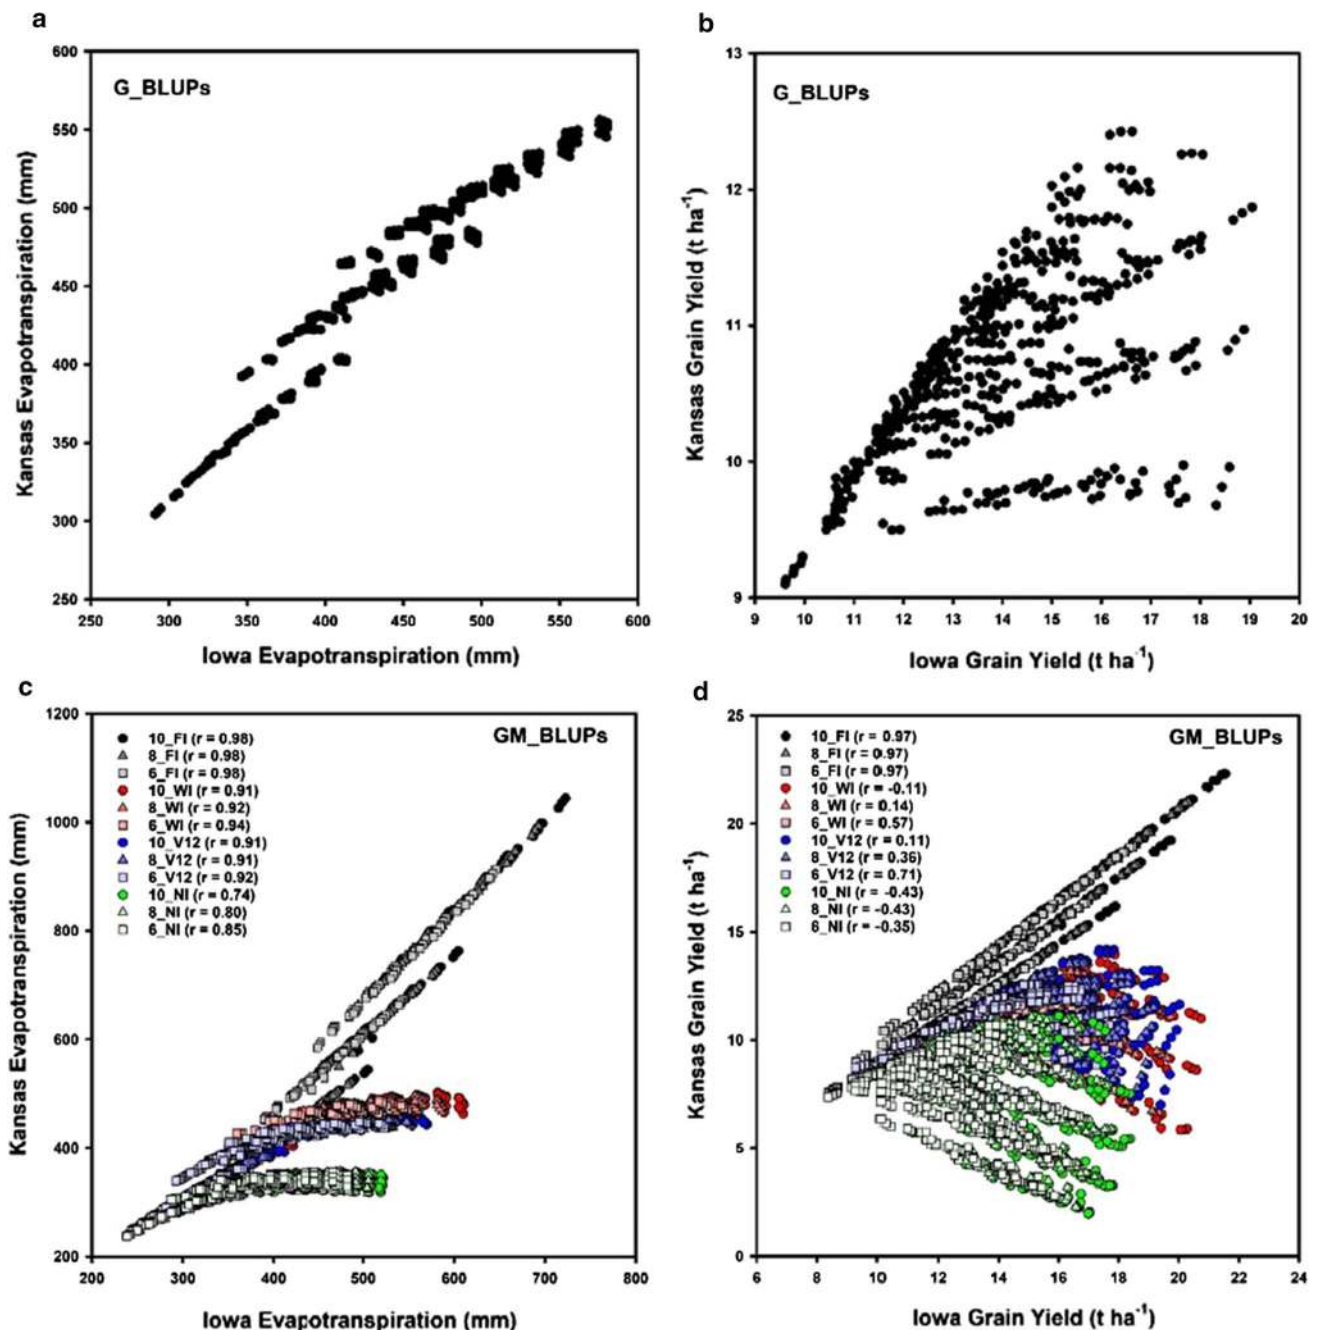 a
600
550
500
450
400
350
300
250
Kansas Evapotranspiration (mm)
G_BLUPs
250 300 350 400 450 500 550 600
Iowa Evapotranspiration (mm)
b
13
12
11
10
9
Kansas Grain Yield (t ha-1)
G_BLUPs
9 10 11 12 13 14 15 16 17 18 19 20
Iowa Grain Yield (t ha-1)
c
1200
1000
800
600
400
200
Kansas Evapotranspiration (mm)
GM_BLUPs
10_FI (r = 0.98)
8_FI (r = 0.98)
6_FI (r = 0.98)
10_WI (r = 0.91)
8_WI (r = 0.92)
6_WI (r = 0.94)
10_V12 (r = 0.91)
8_V12 (r = 0.91)
6_V12 (r = 0.92)
10_NI (r = 0.74)
8_NI (r = 0.80)
6_NI (r = 0.85)
200 300 400 500 600 700 800
Iowa Evapotranspiration (mm)
d
25
20
15
10
5
0
Kansas Grain Yield (t ha-1)
GM_BLUPs
10_FI (r = 0.97)
8_FI (r = 0.97)
6_FI (r = 0.97)
10_WI (r = -0.11)
8_WI (r = 0.14)
6_WI (r = 0.57)
10_V12 (r = 0.11)
8_V12 (r = 0.36)
6_V12 (r = 0.71)
10_NI (r = -0.43)
8_NI (r = -0.43)
6_NI (r = -0.35)
6 8 10 12 14 16 18 20 22 24
Iowa Grain Yield (t ha-1)